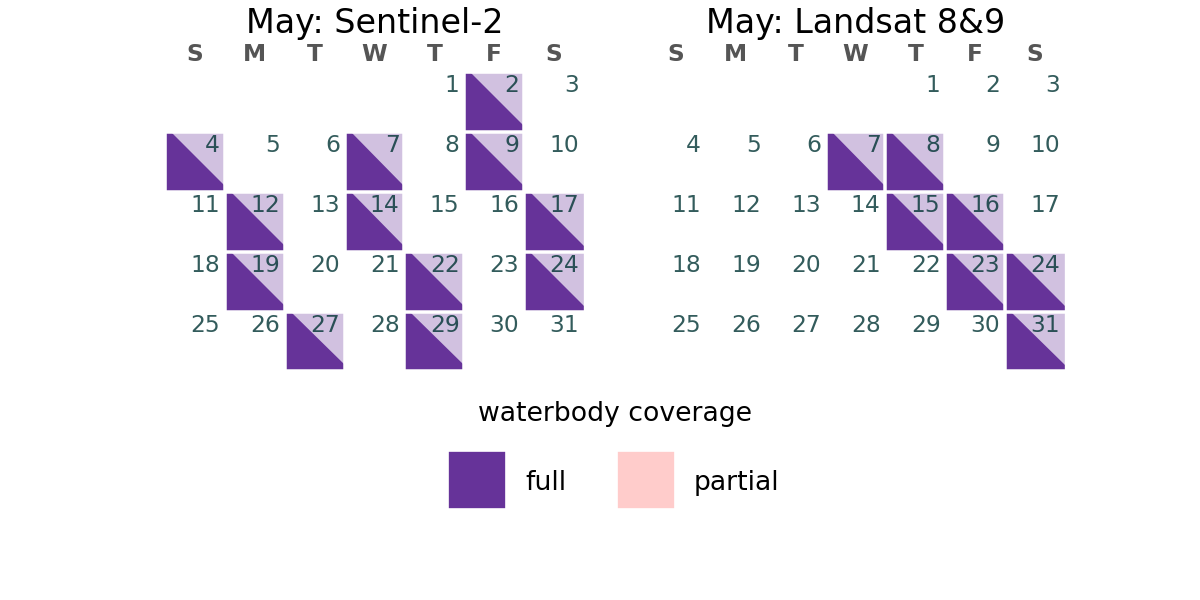 May: Sentinel-2
S M T W T F S
1 2 3
4 5 6 7 8 9 10
11 12 13 14 15 16 17
18 19 20 21 22 23 24
25 26 27 28 29 30 31
May: Landsat 8&9
S M T W T F S
1 2 3
4 5 6 7 8 9 10
11 12 13 14 15 16 17
18 19 20 21 22 23 24
25 26 27 28 29 30 31
waterbody coverage
full partial